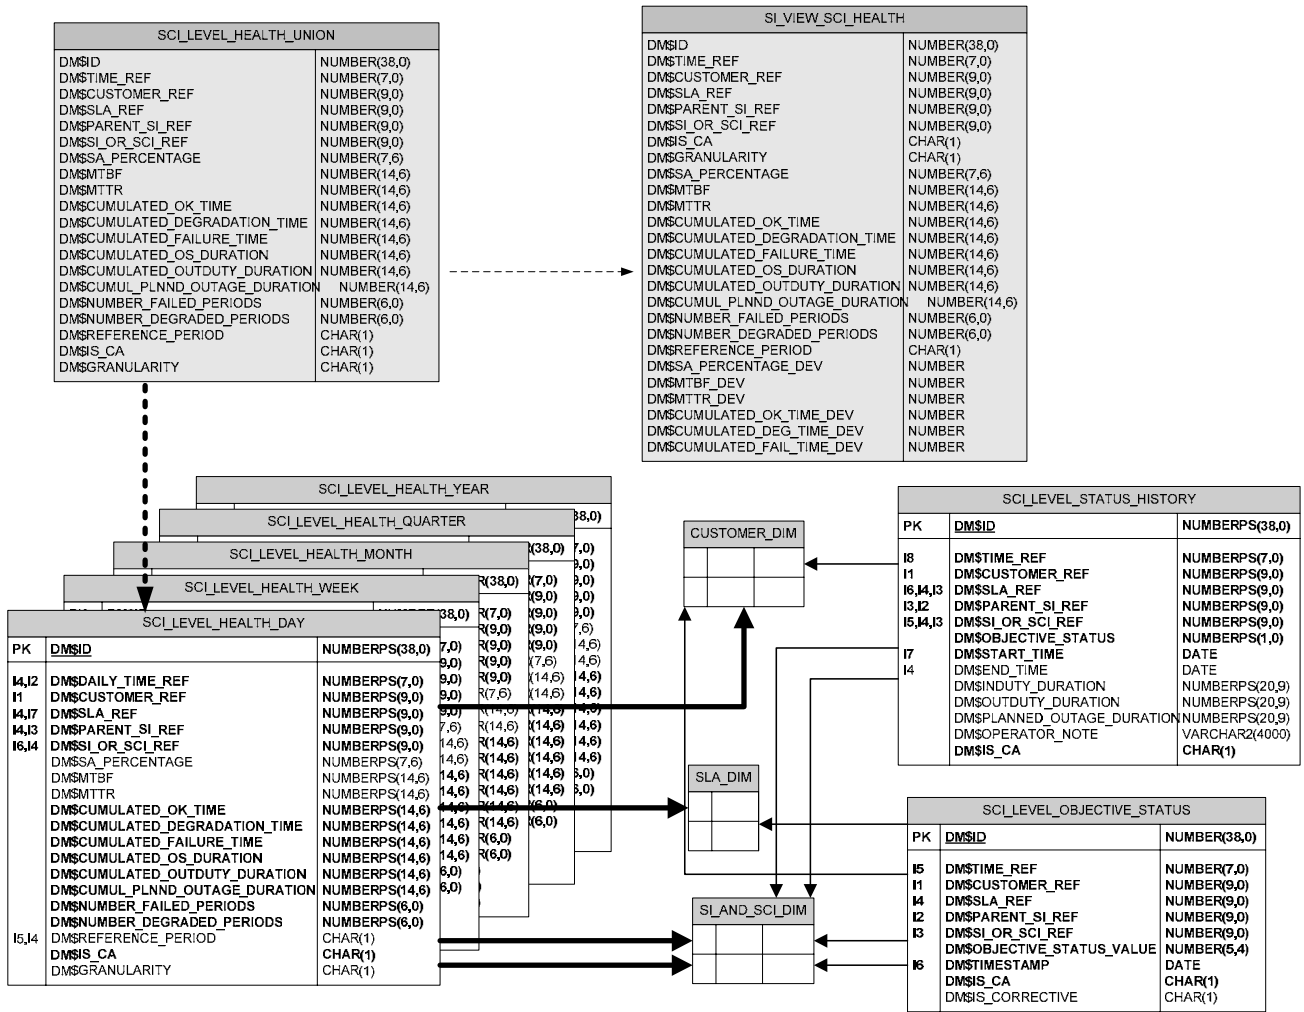 SCI_LEVEL_HEALTH_UNION
DM$ID NUMBER(38,0)
DM$TIME_REF NUMBER(7,0)
DM$CUSTOMER_REF NUMBER(9,0)
DM$SLA_REF NUMBER(9,0)
DM$PARENT_SI_REF NUMBER(9,0)
DM$SI_OR_SCI_REF NUMBER(9,0)
DM$SA_PERCENTAGE NUMBER(7,6)
DM$MTBF NUMBER(14,6)
DM$MTTR NUMBER(14,6)
DM$CUMULATED_OK_TIME NUMBER(14,6)
DM$CUMULATED_DEGRADATION_TIME NUMBER(14,6)
DM$CUMULATED_FAILURE_TIME NUMBER(14,6)
DM$CUMULATED_OS_DURATION NUMBER(14,6)
DM$CUMULATED_OUTDUTY_DURATION NUMBER(14,6)
DM$CUMUL_PLNND_OUTAGE_DURATION NUMBER(14,6)
DM$NUMBER_FAILED_PERIODS NUMBER(6,0)
DM$NUMBER_DEGRADED_PERIODS NUMBER(6,0)
DM$REFERENCE_PERIOD CHAR(1)
DM$IS_CA CHAR(1)
DM$GRANULARITY CHAR(1)
SI_VIEW_SCI_HEALTH
DM$ID NUMBER(38,0)
DM$TIME_REF NUMBER(7,0)
DM$CUSTOMER_REF NUMBER(9,0)
DM$SLA_REF NUMBER(9,0)
DM$PARENT_SI_REF NUMBER(9,0)
DM$SI_OR_SCI_REF NUMBER(9,0)
DM$IS_CA CHAR(1)
DM$GRANULARITY CHAR(1)
DM$SA_PERCENTAGE NUMBER(7,6)
DM$MTBF NUMBER(14,6)
DM$MTTR NUMBER(14,6)
DM$CUMULATED_OK_TIME NUMBER(14,6)
DM$CUMULATED_DEGRADATION_TIME NUMBER(14,6)
DM$CUMULATED_FAILURE_TIME NUMBER(14,6)
DM$CUMULATED_OS_DURATION NUMBER(14,6)
DM$CUMULATED_OUTDUTY_DURATION NUMBER(14,6)
DM$CUMUL_PLNND_OUTAGE_DURATION NUMBER(14,6)
DM$NUMBER_FAILED_PERIODS NUMBER(6,0)
DM$NUMBER_DEGRADED_PERIODS NUMBER(6,0)
DM$REFERENCE_PERIOD CHAR(1)
DM$SA_PERCENTAGE_DEV NUMBER
DM$MTBF_DEV NUMBER
DM$MTTR_DEV NUMBER
DM$CUMULATED_OK_TIME_DEV NUMBER
DM$CUMULATED_DEG_TIME_DEV NUMBER
DM$CUMULATED_FAIL_TIME_DEV NUMBER
SCI_LEVEL_HEALTH_YEAR
SCI_LEVEL_HEALTH_QUARTER
SCI_LEVEL_HEALTH_MONTH
SCI_LEVEL_HEALTH_WEEK
SCI_LEVEL_HEALTH_DAY
PK DM$ID NUMBERPS(38,0)
I4,I2 DM$DAILY_TIME_REF NUMBERPS(7,0)
I1 DM$CUSTOMER_REF NUMBERPS(9,0)
I4,I7 DM$SLA_REF NUMBERPS(9,0)
I4,I3 DM$PARENT_SI_REF NUMBERPS(9,0)
I6,I4 DM$SI_OR_SCI_REF NUMBERPS(9,0)
DM$SA_PERCENTAGE NUMBERPS(7,6)
DM$MTBF NUMBERPS(14,6)
DM$MTTR NUMBERPS(14,6)
DM$CUMULATED_OK_TIME NUMBERPS(14,6)
DM$CUMULATED_DEGRADATION_TIME NUMBERPS(14,6)
DM$CUMULATED_FAILURE_TIME NUMBERPS(14,6)
DM$CUMULATED_OS_DURATION NUMBERPS(14,6)
DM$CUMULATED_OUTDUTY_DURATION NUMBERPS(14,6)
DM$CUMUL_PLNND_OUTAGE_DURATION NUMBERPS(14,6)
DM$NUMBER_FAILED_PERIODS NUMBERPS(6,0)
DM$NUMBER_DEGRADED_PERIODS NUMBERPS(6,0)
I5,I4 DM$REFERENCE_PERIOD CHAR(1)
DM$IS_CA CHAR(1)
DM$GRANULARITY CHAR(1)
CUSTOMER_DIM
SLA_DIM
SI_AND_SCI_DIM
SCI_LEVEL_STATUS_HISTORY
PK DM$ID NUMBERPS(38,0)
I8 DM$TIME_REF NUMBERPS(7,0)
I1 DM$CUSTOMER_REF NUMBERPS(9,0)
I6,I4,I3 DM$SLA_REF NUMBERPS(9,0)
I3,I2 DM$PARENT_SI_REF NUMBERPS(9,0)
I5,I4,I3 DM$SI_OR_SCI_REF NUMBERPS(9,0)
DM$OBJECTIVE_STATUS NUMBERPS(1,0)
I7 DM$START_TIME DATE
I4 DM$END_TIME DATE
DM$INDUTY_DURATION NUMBERPS(20,9)
DM$OUTDUTY_DURATION NUMBERPS(20,9)
DM$PLANNED_OUTAGE_DURATION NUMBERPS(20,9)
DM$OPERATOR_NOTE VARCHAR2(4000)
DM$IS_CA CHAR(1)
SCI_LEVEL_OBJECTIVE_STATUS
PK DM$ID NUMBER(38,0)
I5 DM$TIME_REF NUMBER(7,0)
I1 DM$CUSTOMER_REF NUMBER(9,0)
I4 DM$SLA_REF NUMBER(9,0)
I2 DM$PARENT_SI_REF NUMBER(9,0)
I3 DM$SI_OR_SCI_REF NUMBER(9,0)
DM$OBJECTIVE_STATUS_VALUE NUMBER(5,4)
I6 DM$TIMESTAMP DATE
DM$IS_CA CHAR(1)
DM$IS_CORRECTIVE CHAR(1)